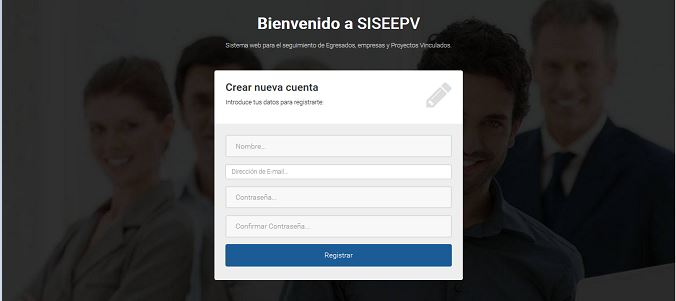 Bienvenido a SISEEPV
Sistema web para el seguimiento de Egresados, empresas y Proyectos Vinculados.
Crear nueva cuenta
Introduce tus datos para registrarte:
Nombre...
Dirección de E-mail...
Contraseña...
Confirmar Contraseña...
Registrar